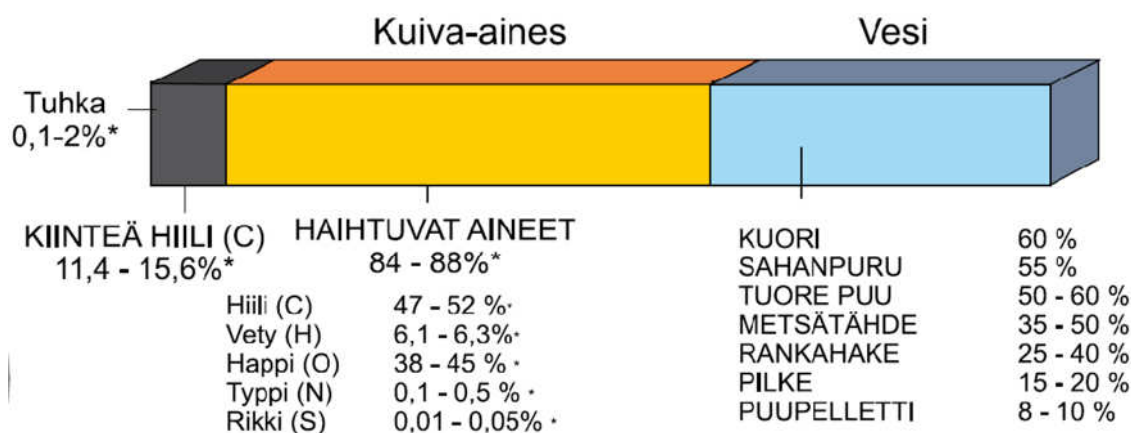 Kuiva-aines
Vesi
Tuhka
0,1-2%*
KIINTEÄ HIILI (C)
11,4 - 15,6%*
HAIHTUVAT AINEET
84 – 88%*
Hiili (C) 47 – 52 %*
Vety (H) 6,1 – 6,3%*
Happi (O) 38 – 45 % *
Typpi (N) 0,1 – 0,5 % *
Rikki (S) 0,01 – 0,05% *
KUORI 60 %
SAHANPURU 55 %
TUORE PUU 50 - 60 %
METSÄTÄHDE 35 - 50 %
RANKAHAKE 25 - 40 %
PILKE 15 - 20 %
PUUPELLETTI 8 - 10 %